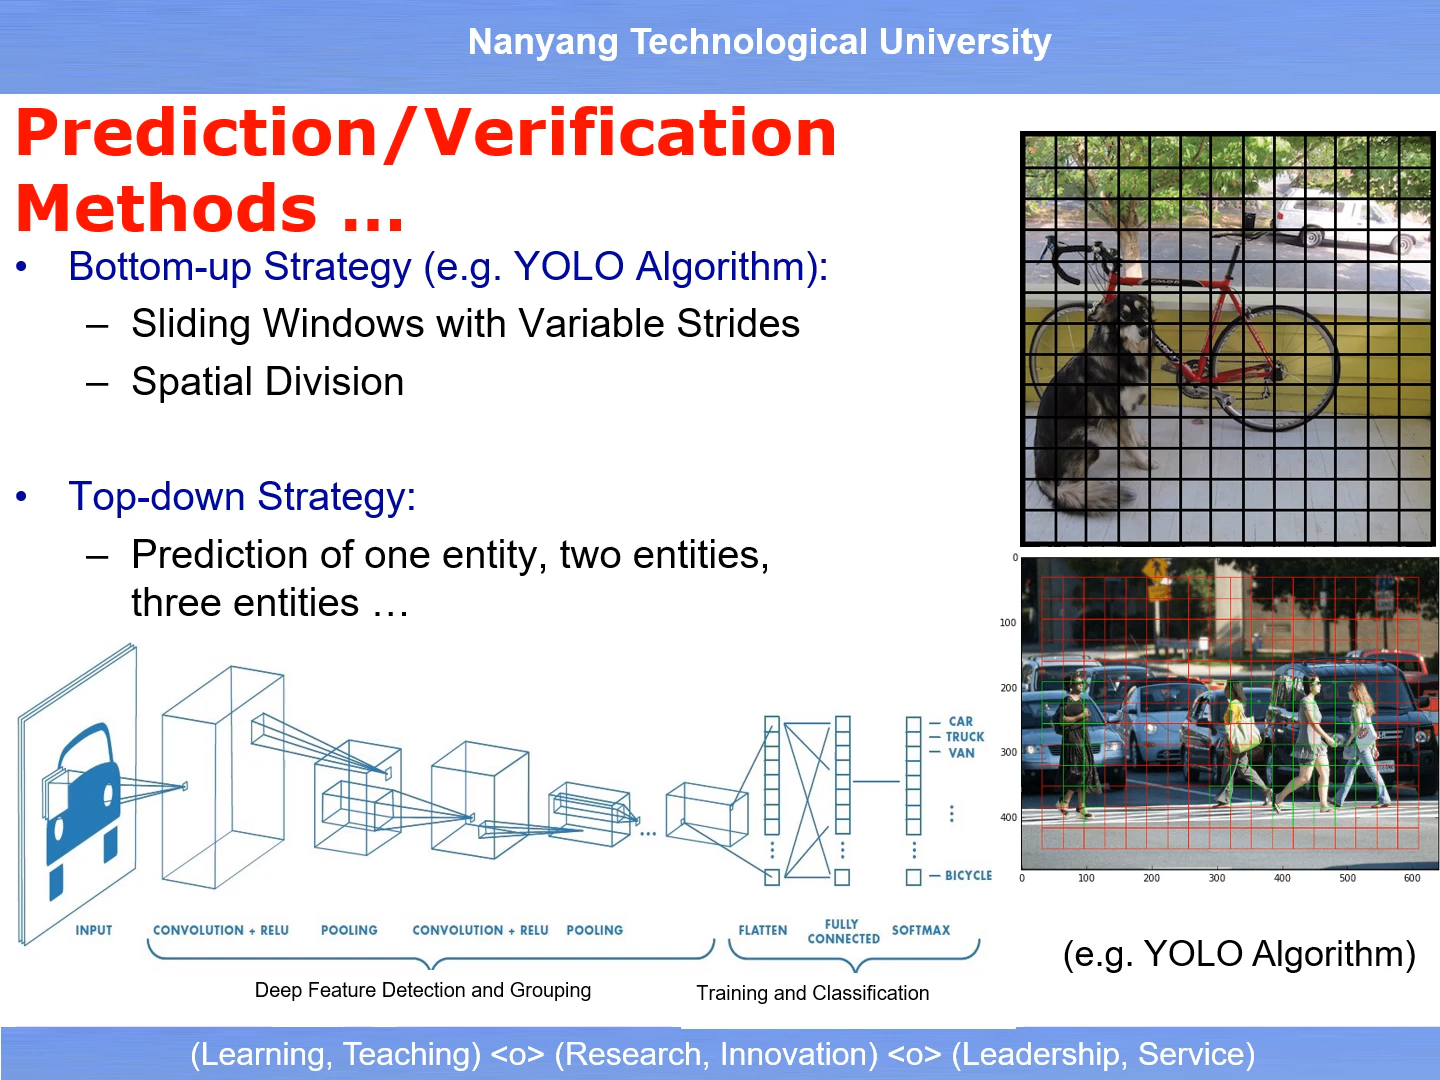 Nanyang Technological University
Prediction/Verification
Methods ...
• Bottom-up Strategy (e.g. YOLO Algorithm):
– Sliding Windows with Variable Strides
– Spatial Division
• Top-down Strategy:
– Prediction of one entity, two entities,
three entities …
0
100
200
300
400
0 100 200 300 400 500 600
CAR
TRUCK
VAN
BICYCLE
INPUT
CONVOLUTION + RELU
POOLING
CONVOLUTION + RELU
POOLING
FLATTEN
FULLY
CONNECTED
SOFTMAX
Deep Feature Detection and Grouping
Training and Classification
(e.g. YOLO Algorithm)
(Learning, Teaching) <o> (Research, Innovation) <o> (Leadership, Service)